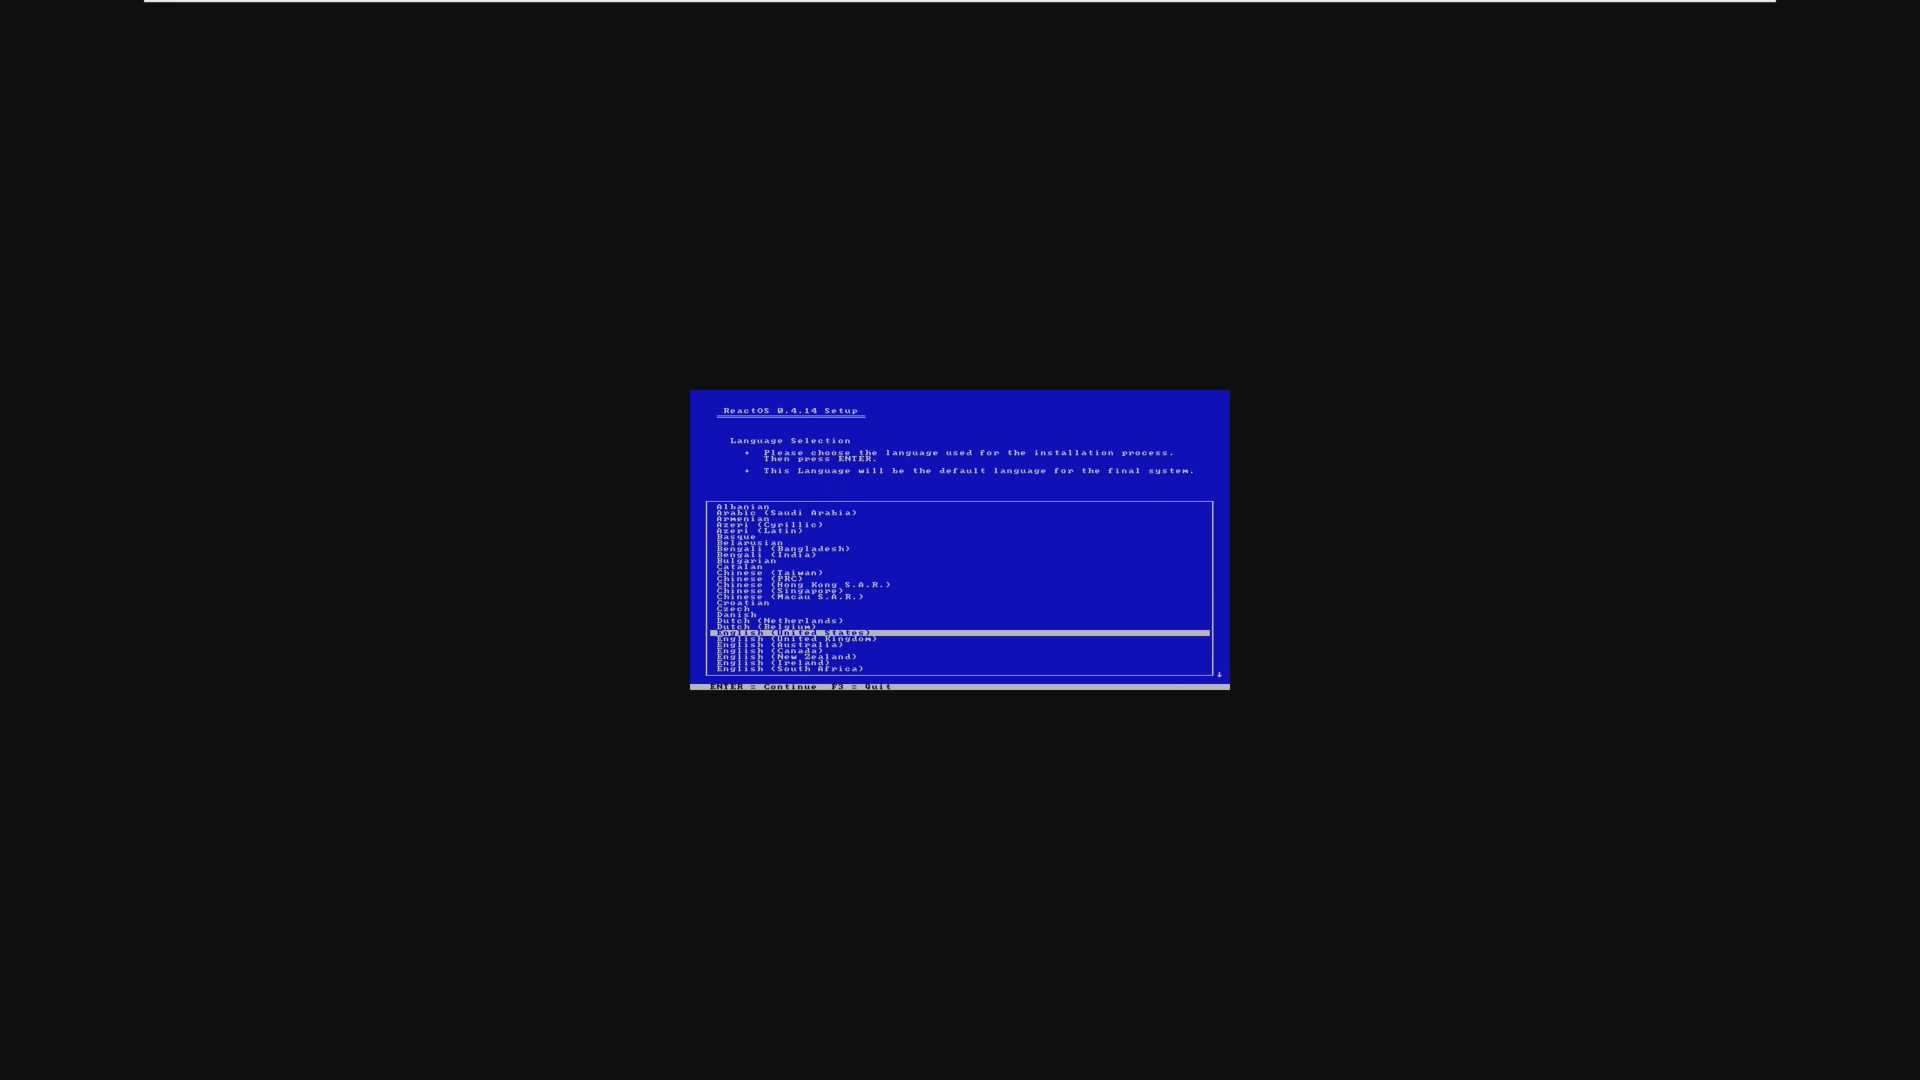 ReactOS 0.4.14 Setup
Language Selection
• Please choose the language used for the installation process.
Then press ENTER.
• This Language will be the default language for the final system.
Albanian
Arabic (Saudi Arabia)
Armenian
Azeri (Cyrillic)
Azeri (Latin)
Basque
Belarusian
Bengali (Bangladesh)
Bengali (India)
Bulgarian
Catalan
Chinese (Taiwan)
Chinese (PRC)
Chinese (Hong Kong S.A.R.)
Chinese (Singapore)
Chinese (Macau S.A.R.)
Croatian
Czech
Danish
Dutch (Netherlands)
Dutch (Belgium)
English (United States)
English (United Kingdom)
English (Australia)
English (Canada)
English (New Zealand)
English (Ireland)
English (South Africa)
ENTER = Continue F3 = Quit